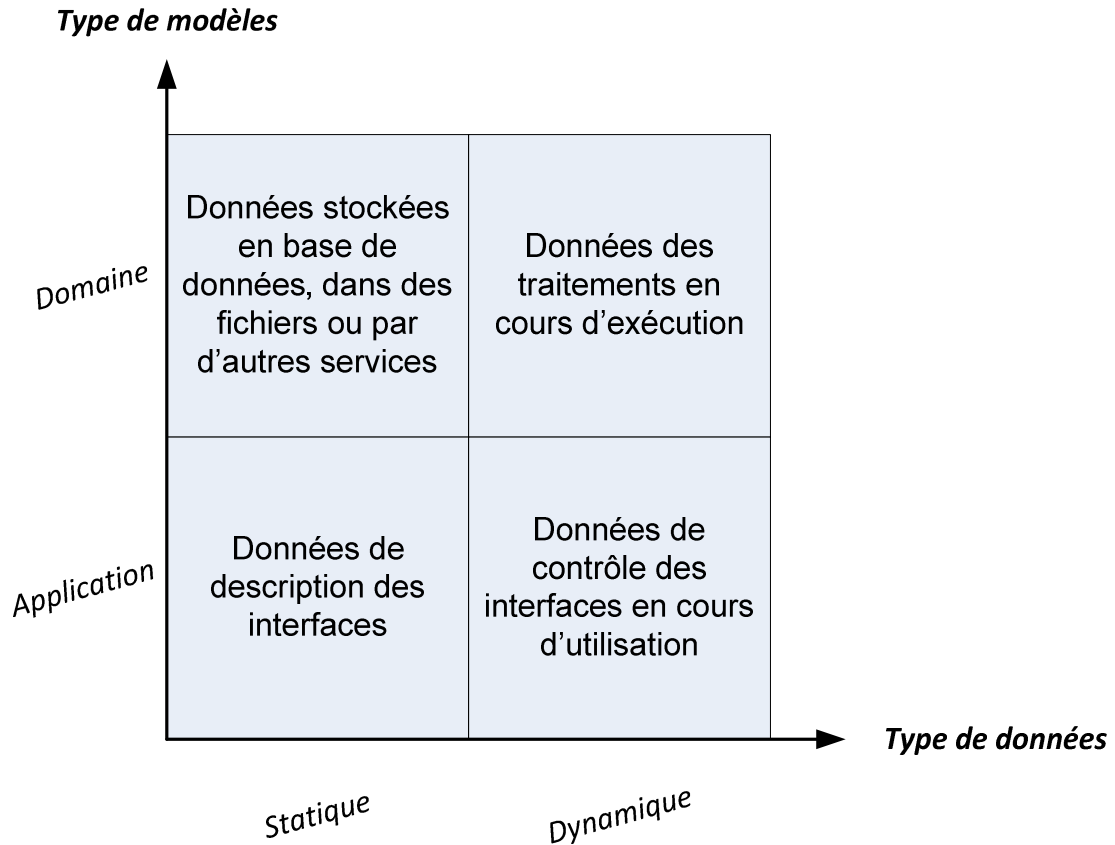 Type de modèles
Données stockées
en base de
données, dans des
fichiers ou par
d’autres services
Données des
traitements en
cours d’exécution
Domaine
Données de
description des
interfaces
Données de
contrôle des
interfaces en cours
d’utilisation
Application
Type de données
Statique
Dynamique